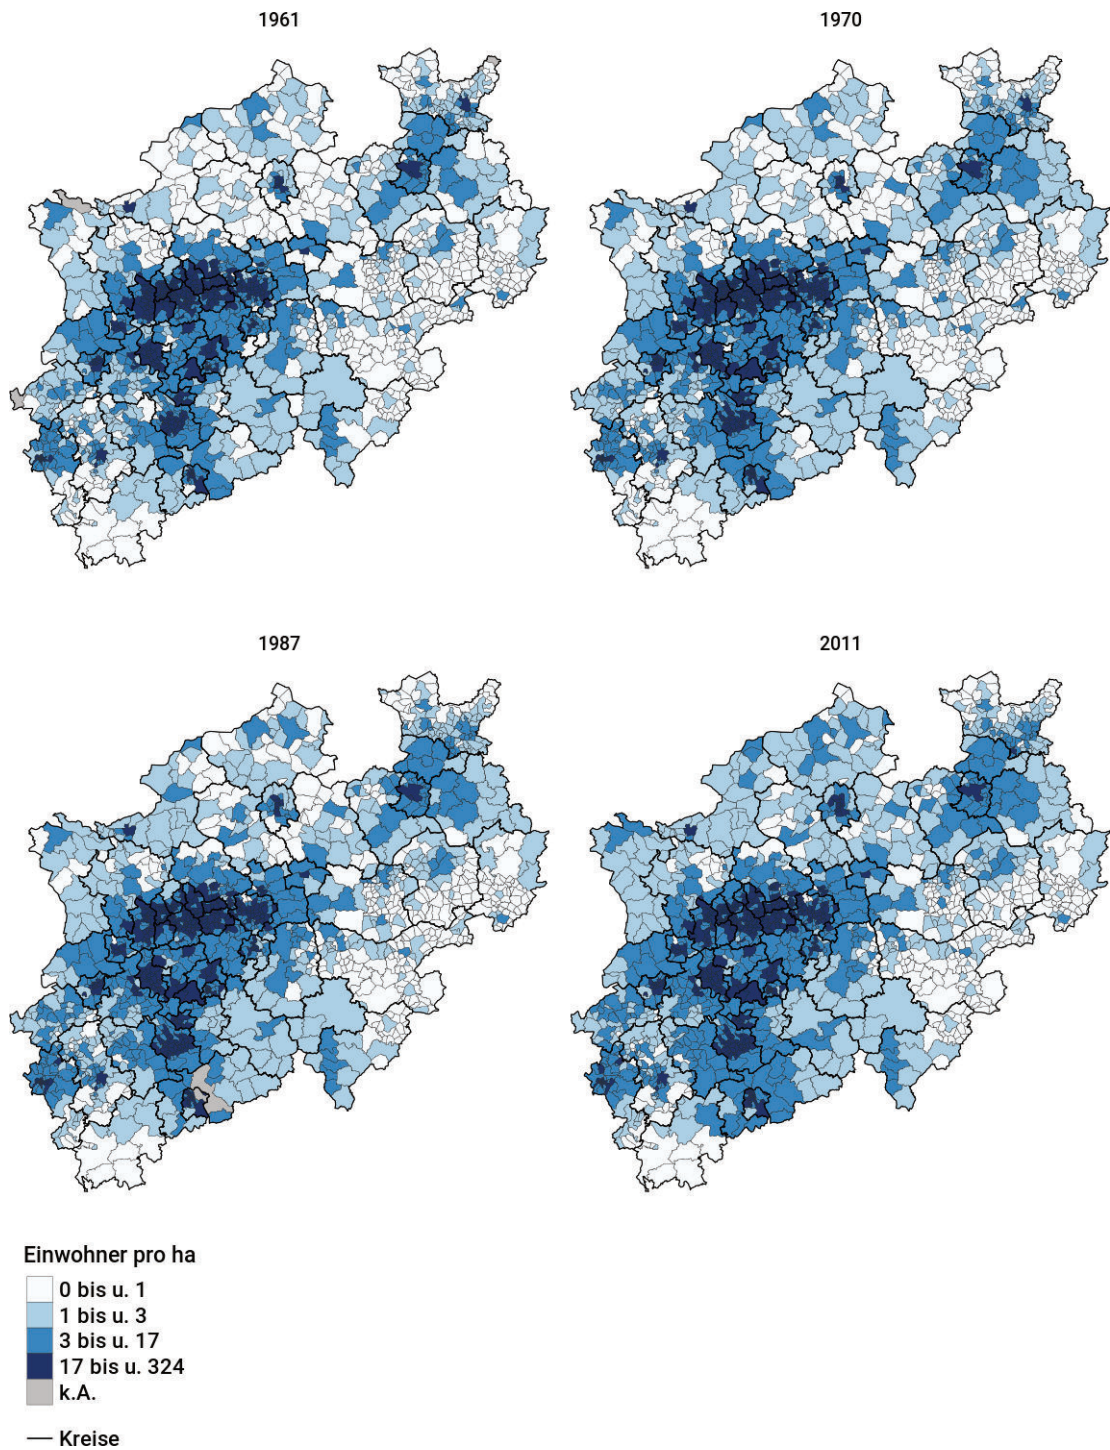 1961
1970
1987
2011
Einwohner pro ha
0 bis u. 1
1 bis u. 3
3 bis u. 17
17 bis u. 324
k.A.
Kreise